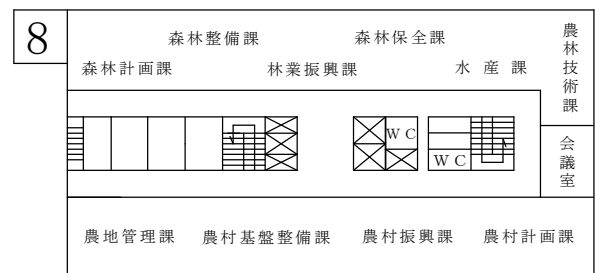 8
森林整備課 森林保全課
森林計画課 林業振興課 水産課
農林技術課
WC
WC
会議室
農地管理課 農村基盤整備課 農村振興課 農村計画課